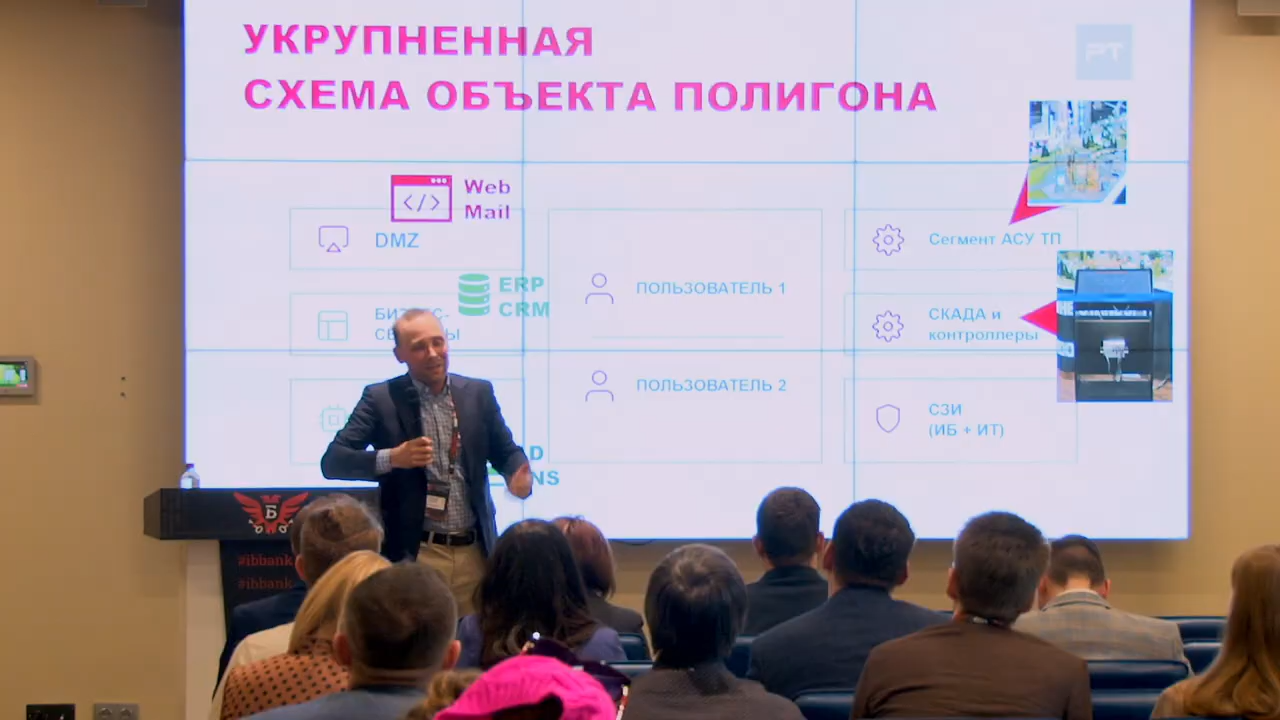 УКРУПНЕННАЯ
СХЕМА ОБЪЕКТА ПОЛИГОНА
PT
Web
Mail
DMZ
ERP
CRM
ПОЛЬЗОВАТЕЛЬ 1
ПОЛЬЗОВАТЕЛЬ 2
Сегмент АСУ ТП
СКАДА и
контроллеры
СЗИ
(ИБ + ИТ)
Б
#ibbank
#ibbank